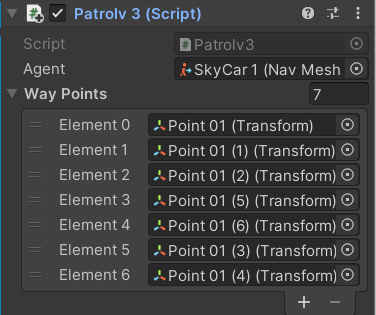 Patrolv 3 (Script)
Script Patrolv3
Agent SkyCar 1 (Nav Mesh
Way Points 7
Element 0 Point 01 (Transform)
Element 1 Point 01 (1) (Transform)
Element 2 Point 01 (2) (Transform)
Element 3 Point 01 (5) (Transform)
Element 4 Point 01 (6) (Transform)
Element 5 Point 01 (3) (Transform)
Element 6 Point 01 (4) (Transform)